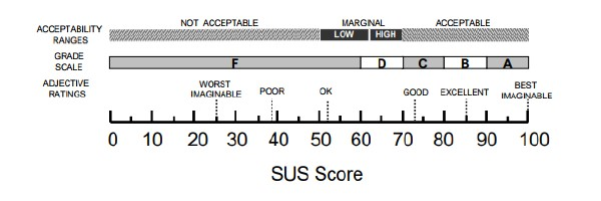 ACCEPTABILITY RANGES
NOT ACCEPTABLE
MARGINAL
ACCEPTABLE
LOW
HIGH
GRADE SCALE
F
D
C
B
A
ADJECTIVE RATINGS
WORST IMAGINABLE
POOR
OK
GOOD
EXCELLENT
BEST IMAGINABLE
0 10 20 30 40 50 60 70 80 90 100
SUS Score